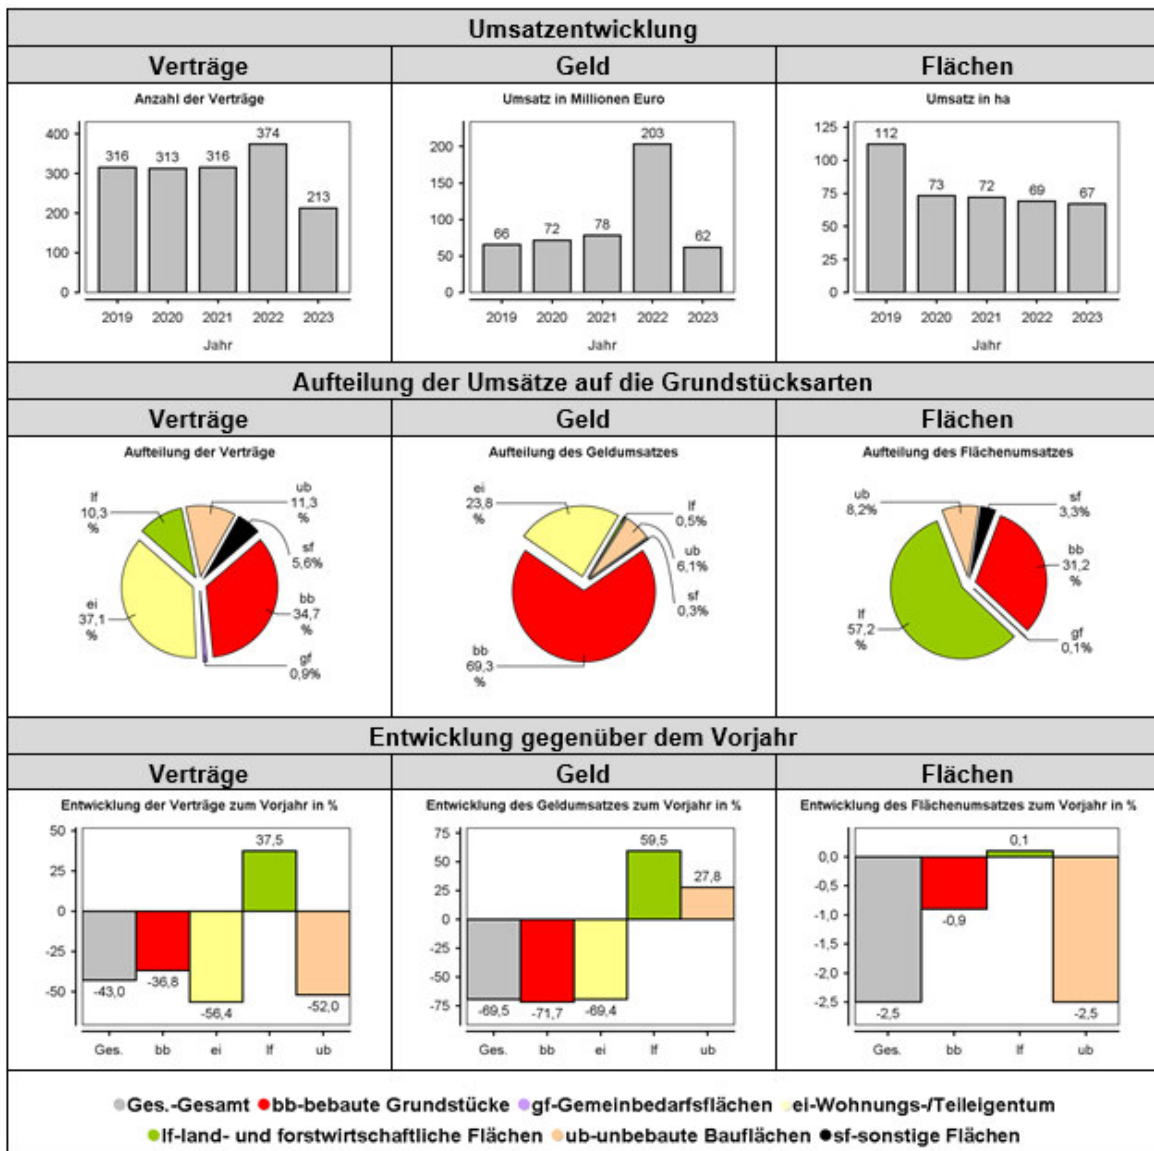 Umsatzentwicklung
Verträge
Geld
Flächen
Anzahl der Verträge
400
300
200
100
0
316
313
316
374
213
2019
2020
2021
2022
2023
Jahr
Umsatz in Millionen Euro
200
150
100
50
0
66
72
78
203
62
2019
2020
2021
2022
2023
Jahr
Umsatz in ha
125
100
75
50
25
0
112
73
72
69
67
2019
2020
2021
2022
2023
Jahr
Aufteilung der Umsätze auf die Grundstücksarten
Verträge
Geld
Flächen
Aufteilung der Verträge
lf
10,3
%
ub
11,3
%
sf
5,6%
ei
37,1
%
bb
34,7
%
gf
0,9%
Aufteilung des Geldumsatzes
ei
23,8
%
lf
0,5%
ub
6,1%
sf
0,3%
bb
69,3
%
Aufteilung des Flächenumsatzes
ub
8,2%
sf
3,3%
bb
31,2
%
lf
57,2
%
gf
0,1%
Entwicklung gegenüber dem Vorjahr
Verträge
Geld
Flächen
Entwicklung der Verträge zum Vorjahr in %
50
25
0
-25
-50
-43,0
-36,8
-56,4
37,5
-52,0
Ges.
bb
ei
lf
ub
Entwicklung des Geldumsatzes zum Vorjahr in %
75
50
25
0
-25
-50
-75
-69,5
-71,7
-69,4
59,5
27,8
Ges.
bb
ei
lf
ub
Entwicklung des Flächenumsatzes zum Vorjahr in %
0,0
-0,5
-1,0
-1,5
-2,0
-2,5
-2,5
-0,9
0,1
-2,5
Ges.
bb
lf
ub
Ges.-Gesamt bb-bebaute Grundstücke gf-Gemeinbedarfsflächen ei-Wohnungs-/Teileigentum
lf-land- und forstwirtschaftliche Flächen ub-unbebaute Bauflächen sf-sonstige Flächen